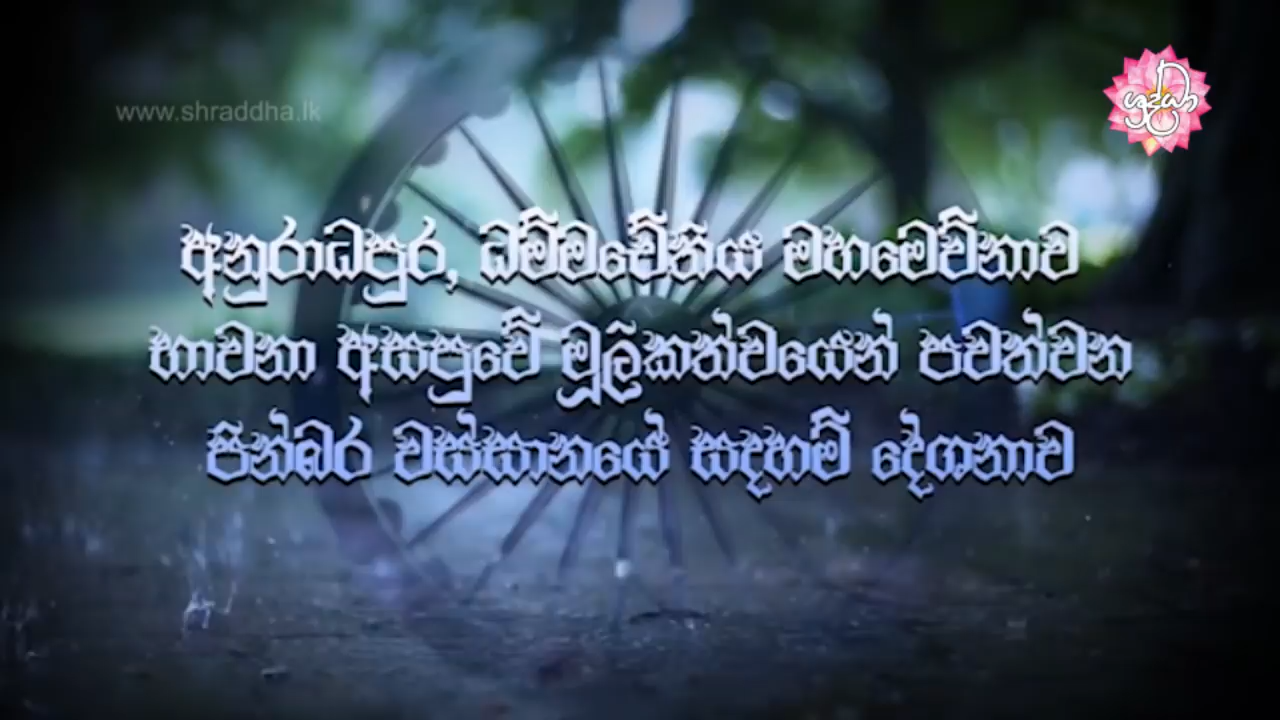 www.shraddha.lk
ශ්‍රද්ධා
අනුරාධපුර, ධම්මචේතිය මහමෙව්නාව
භාවනා අසපුවේ මූලිකත්වයෙන් පවත්වන
පින්බර වස්සානයේ සදහම් දේශනාව